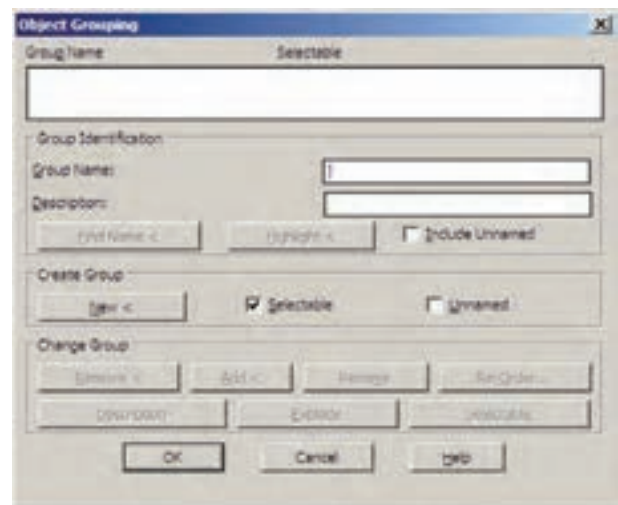 Object Grouping
Group Name Selectable
Group Identification
Group Name:
Description:
Find Name < Highlight < Include Unnamed
Create Group
New < Selectable Unnamed
Change Group
Remove < Add < Rename Re-Order...
Description Explode Selectable
OK Cancel Help